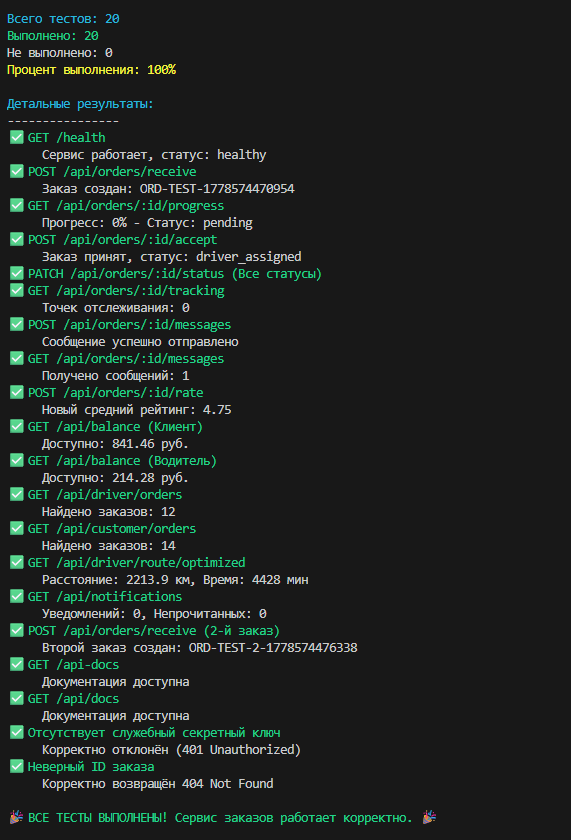 Всего тестов: 20
Выполнено: 20
Не выполнено: 0
Процент выполнения: 100%
Детальные результаты:
----------------
✅ GET /health
Сервис работает, статус: healthy
✅ POST /api/orders/receive
Заказ создан: ORD-TEST-1778574470954
✅ GET /api/orders/:id/progress
Прогресс: 0% - Статус: pending
✅ POST /api/orders/:id/accept
Заказ принят, статус: driver_assigned
✅ PATCH /api/orders/:id/status (Все статусы)
✅ GET /api/orders/:id/tracking
Точек отслеживания: 0
✅ POST /api/orders/:id/messages
Сообщение успешно отправлено
✅ GET /api/orders/:id/messages
Получено сообщений: 1
✅ POST /api/orders/:id/rate
Новый средний рейтинг: 4.75
✅ GET /api/balance (Клиент)
Доступно: 841.46 руб.
✅ GET /api/balance (Водитель)
Доступно: 214.28 руб.
✅ GET /api/driver/orders
Найдено заказов: 12
✅ GET /api/customer/orders
Найдено заказов: 14
✅ GET /api/driver/route/optimized
Расстояние: 2213.9 км, Время: 4428 мин
✅ GET /api/notifications
Уведомлений: 0, Непрочитанных: 0
✅ POST /api/orders/receive (2-й заказ)
Второй заказ создан: ORD-TEST-2-1778574476338
✅ GET /api-docs
Документация доступна
✅ GET /api/docs
Документация доступна
✅ Отсутствует служебный секретный ключ
Корректно отклонён (401 Unauthorized)
✅ Неверный ID заказа
Корректно возвращён 404 Not Found
🎉 ВСЕ ТЕСТЫ ВЫПОЛНЕНЫ! Сервис заказов работает корректно. 🎉